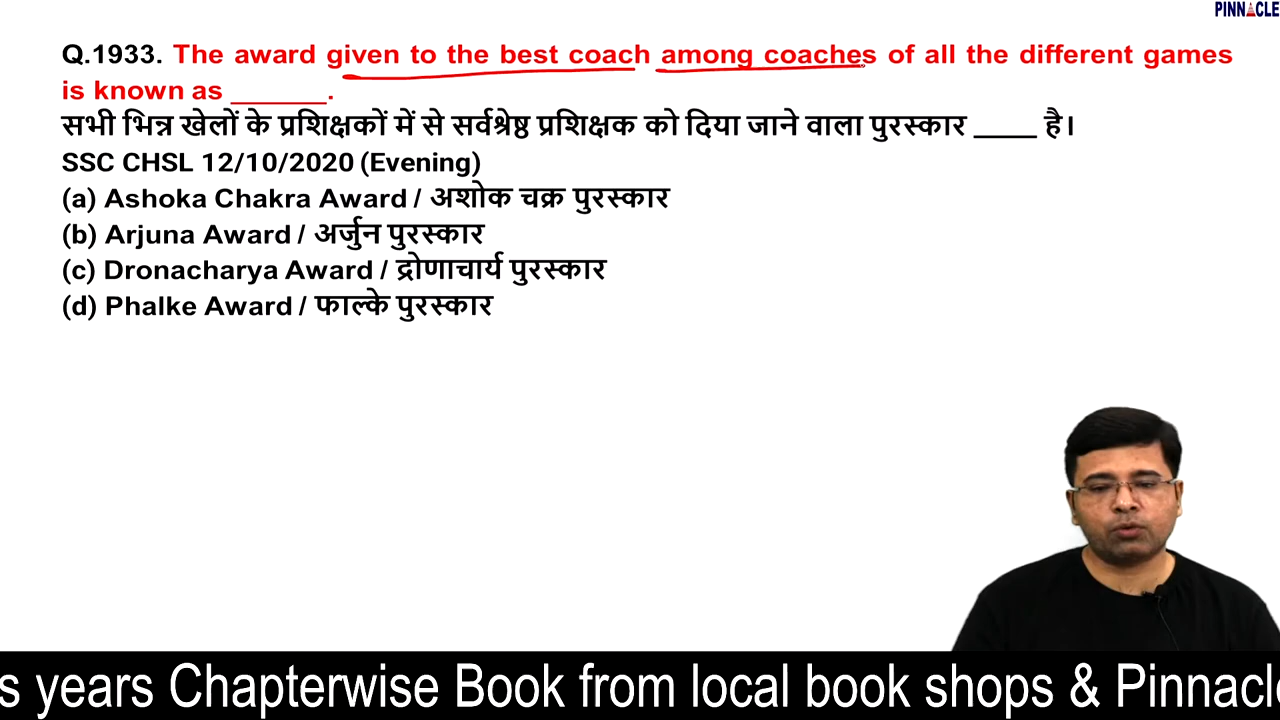 PINNACLE
Q.1933. The award given to the best coach among coaches of all the different games
is known as ______.
सभी भिन्न खेलों के प्रशिक्षकों में से सर्वश्रेष्ठ प्रशिक्षक को दिया जाने वाला पुरस्कार ____ है।
SSC CHSL 12/10/2020 (Evening)
(a) Ashoka Chakra Award / अशोक चक्र पुरस्कार
(b) Arjuna Award / अर्जुन पुरस्कार
(c) Dronacharya Award / द्रोणाचार्य पुरस्कार
(d) Phalke Award / फाल्के पुरस्कार
s years Chapterwise Book from local book shops & Pinnacle